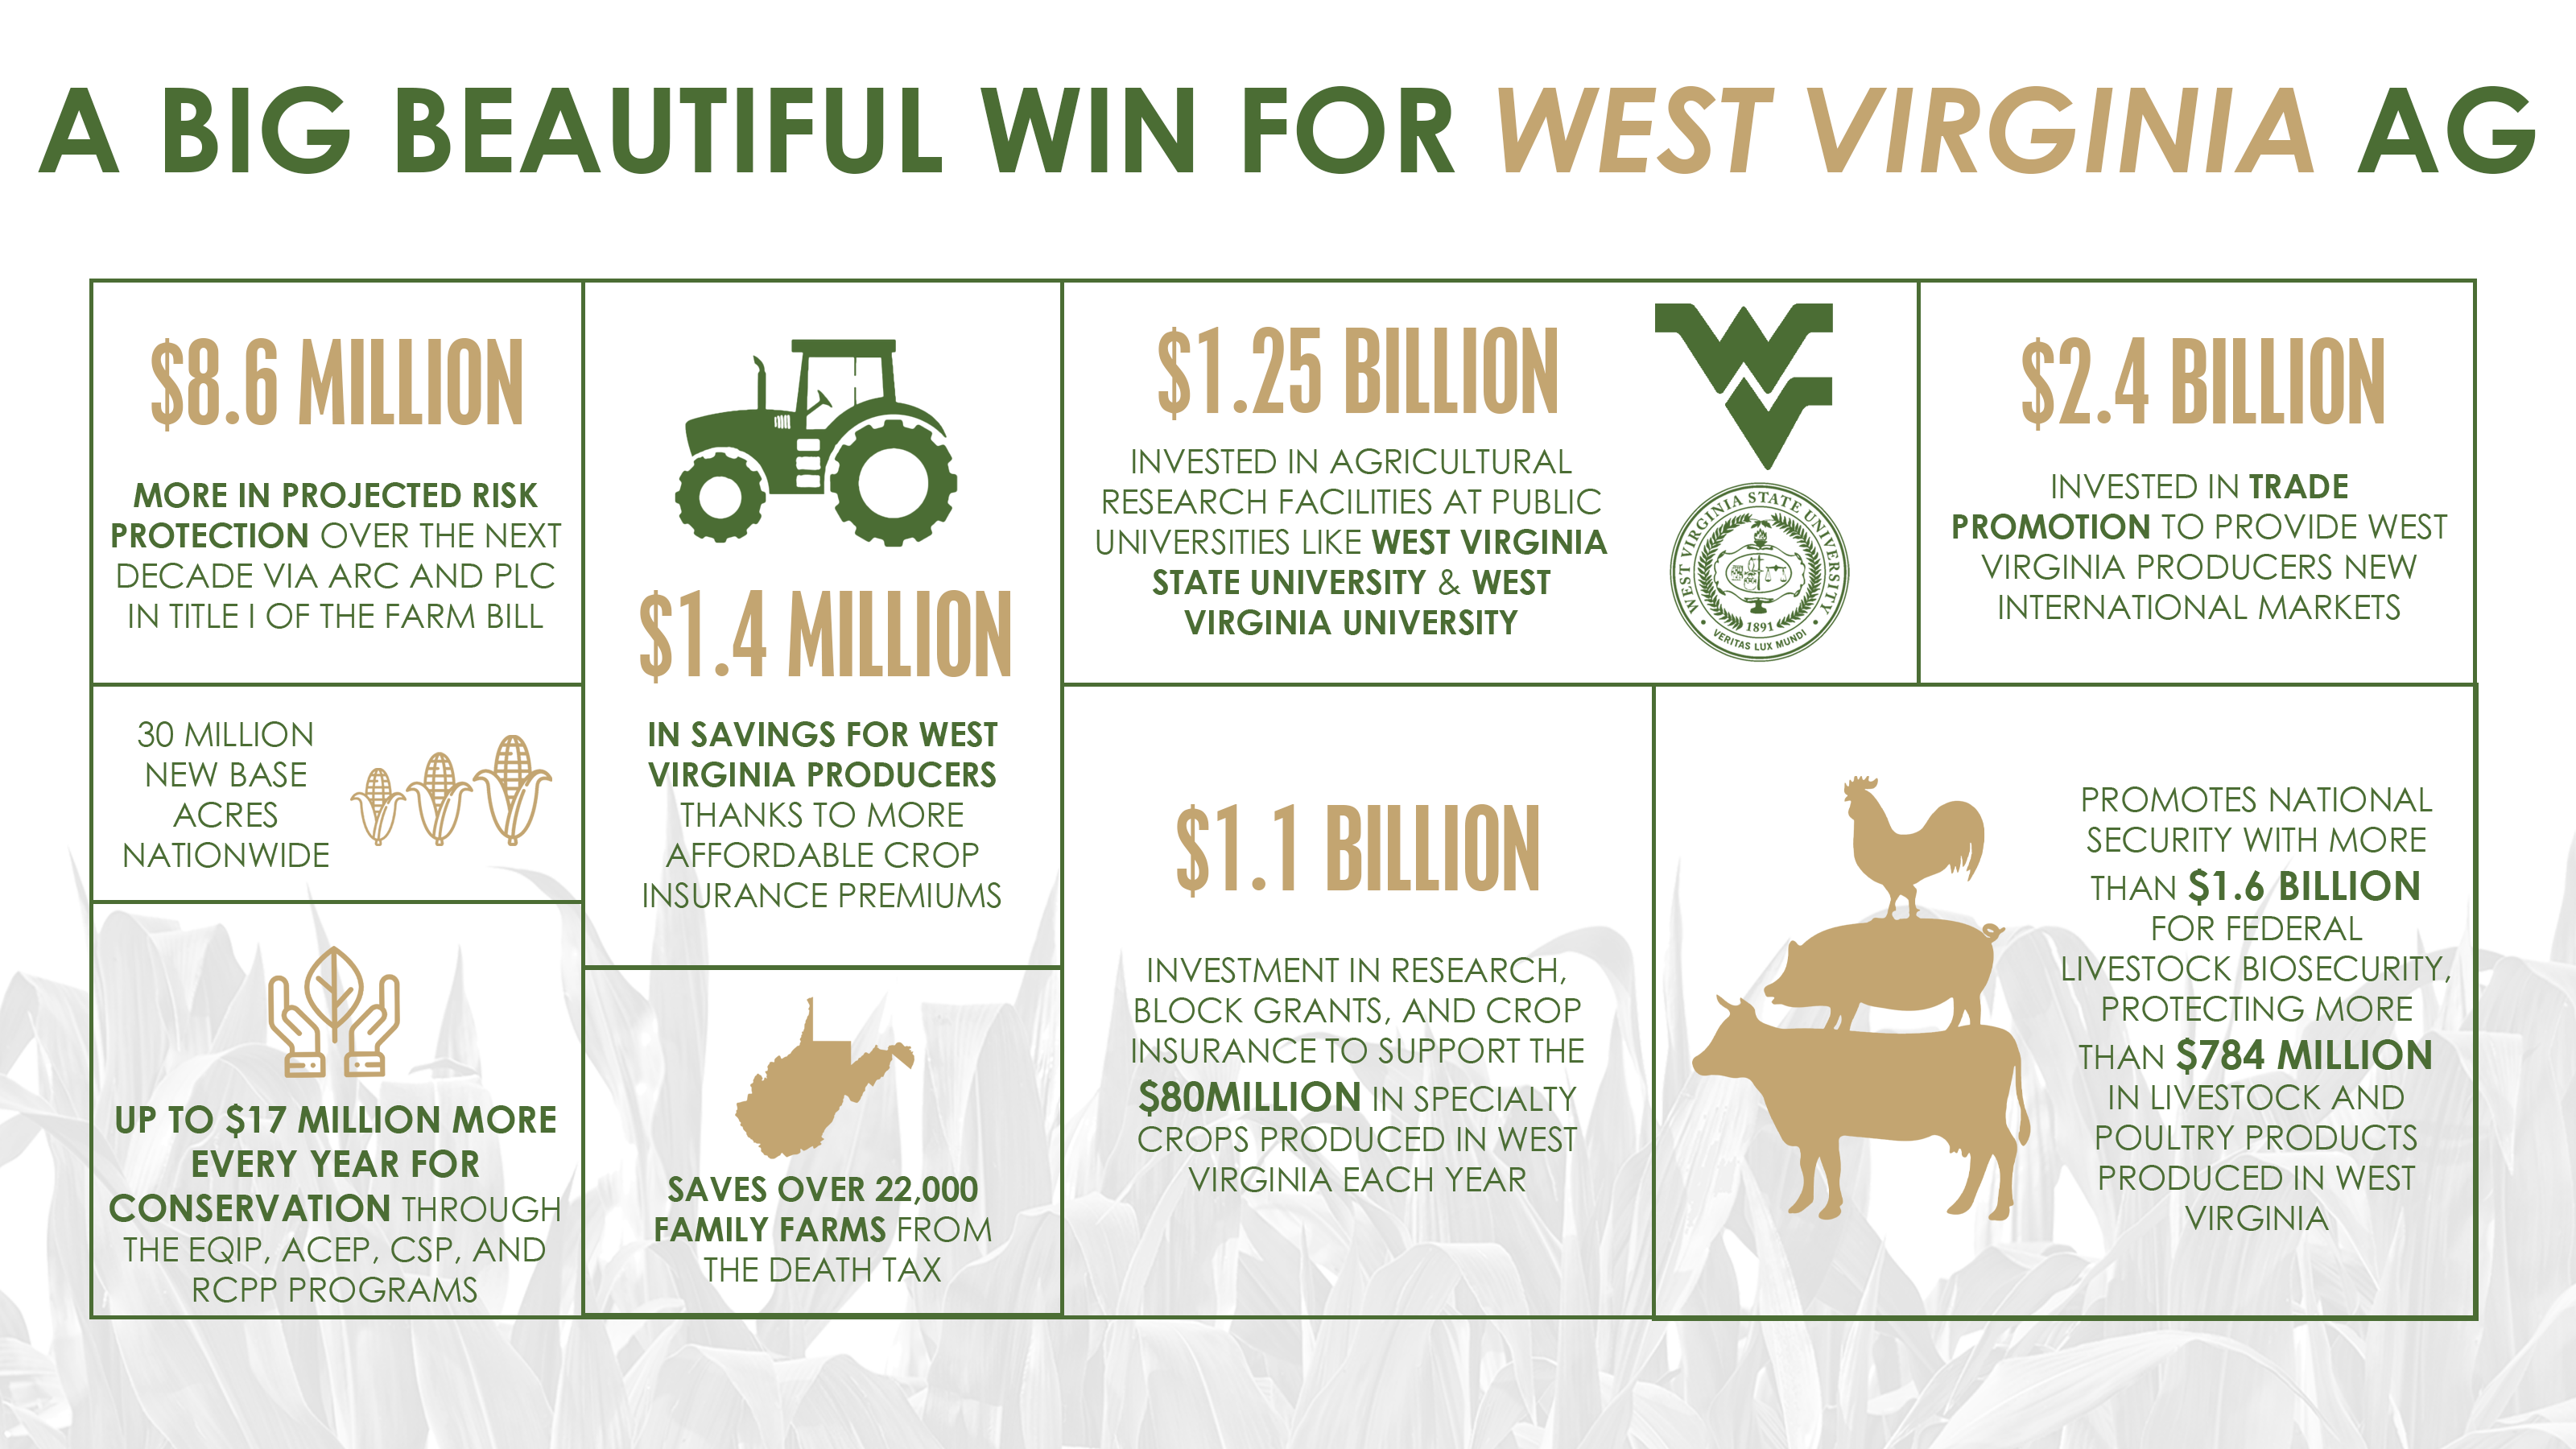 A BIG BEAUTIFUL WIN FOR WEST VIRGINIA AG
$8.6 MILLION
MORE IN PROJECTED RISK
PROTECTION OVER THE NEXT
DECADE VIA ARC AND PLC
IN TITLE I OF THE FARM BILL
30 MILLION
NEW BASE
ACRES
NATIONWIDE
UP TO $17 MILLION MORE
EVERY YEAR FOR
CONSERVATION THROUGH
THE EQIP, ACEP, CSP, AND
RCPP PROGRAMS
$1.4 MILLION
IN SAVINGS FOR WEST
VIRGINIA PRODUCERS
THANKS TO MORE
AFFORDABLE CROP
INSURANCE PREMIUMS
SAVES OVER 22,000
FAMILY FARMS FROM
THE DEATH TAX
$1.25 BILLION
INVESTED IN AGRICULTURAL
RESEARCH FACILITIES AT PUBLIC
UNIVERSITIES LIKE WEST VIRGINIA
STATE UNIVERSITY & WEST
VIRGINIA UNIVERSITY
WV
WEST VIRGINIA STATE UNIVERSITY
1891
VERITAS LUX MUNDI
$2.4 BILLION
INVESTED IN TRADE
PROMOTION TO PROVIDE WEST
VIRGINIA PRODUCERS NEW
INTERNATIONAL MARKETS
$1.1 BILLION
INVESTMENT IN RESEARCH,
BLOCK GRANTS, AND CROP
INSURANCE TO SUPPORT THE
$80MILLION IN SPECIALTY
CROPS PRODUCED IN WEST
VIRGINIA EACH YEAR
PROMOTES NATIONAL
SECURITY WITH MORE
THAN $1.6 BILLION
FOR FEDERAL
LIVESTOCK BIOSECURITY,
PROTECTING MORE
THAN $784 MILLION
IN LIVESTOCK AND
POULTRY PRODUCTS
PRODUCED IN WEST
VIRGINIA